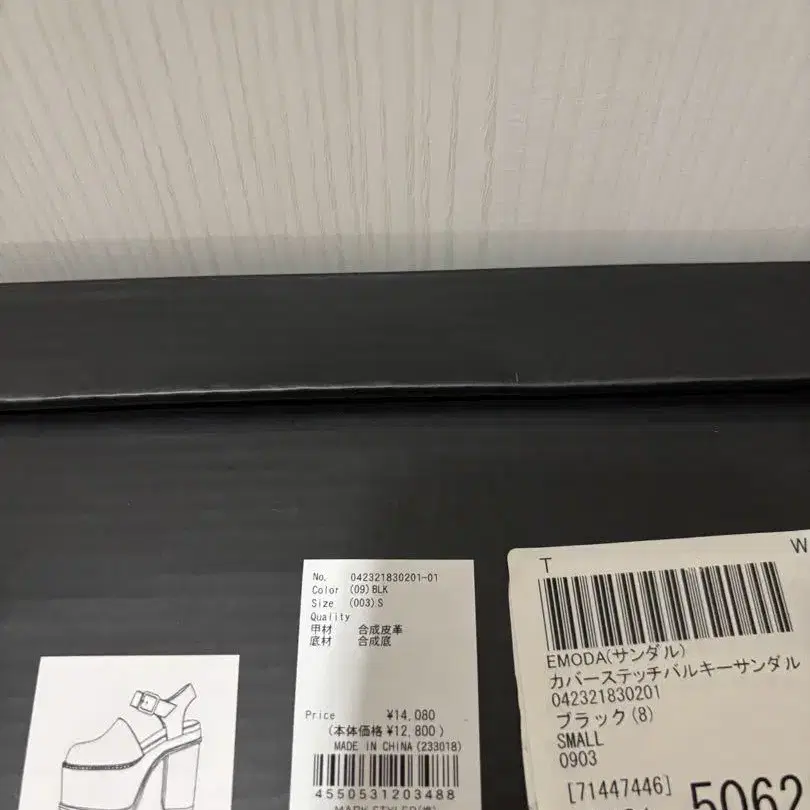 No. 042321830201-01
Color (09)BLK
Size (003)S
Quality
甲材 合成皮革
底材 合成底
Price ¥14,080
(本体価格 ¥12,800)
MADE IN CHINA (233018)
4550531203488
T W
EMODA(サンダル)
カバーステッチバルキーサンダル
042321830201
ブラック(8)
SMALL
0903
[71447446] 5062